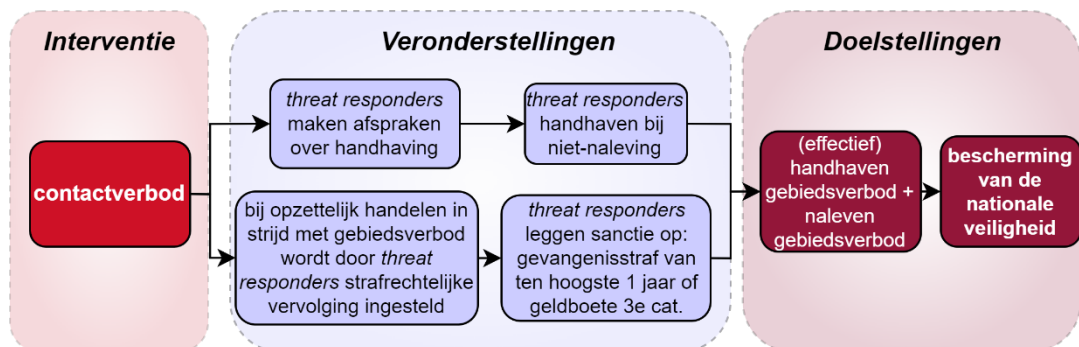 Interventie
Veronderstellingen
Doelstellingen
contactverbod
threat responders
maken afspraken
over handhaving
threat responders
handhaven bij
niet-naleving
bij opzettelijk handelen in
strijd met gebiedsverbod
wordt door threat
responders strafrechtelijke
vervolging ingesteld
threat responders
leggen sanctie op:
gevangenisstraf van
ten hoogste 1 jaar of
geldboete 3e cat.
(effectief)
handhaven
gebiedsverbod +
naleven
gebiedsverbod
bescherming
van de
nationale
veiligheid